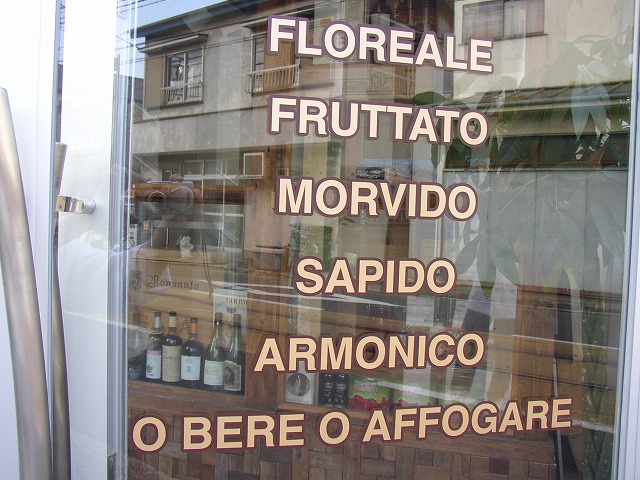 FLOREALE
FRUTTATO
MORVIDO
SAPIDO
ARMONICO
O BERE O AFFOGARE